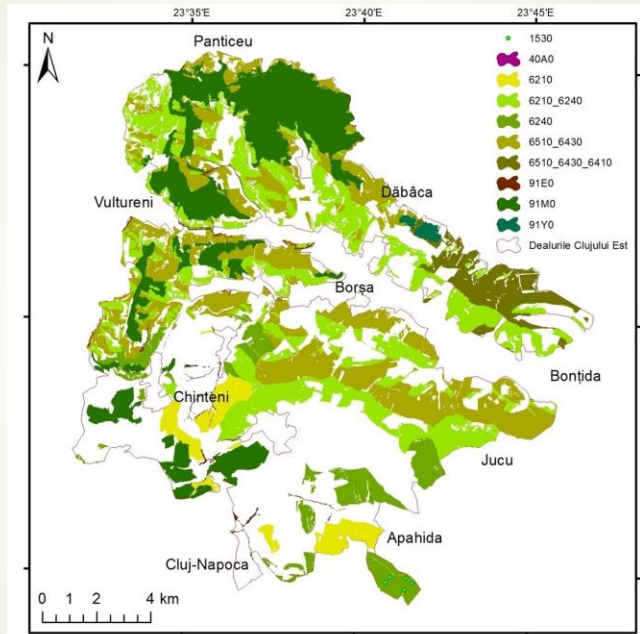 23°35'E 23°40'E 23°45'E
N
Panticeu
1530
40A0
6210
6210_6240
6240
6510_6430
6510_6430_6410
91E0
91M0
91Y0
Dealurile Clujului Est
Dăbâca
Vultureni
Borșa
Bonțida
Chinteni
Jucu
Apahida
Cluj-Napoca
0 1 2 4 km